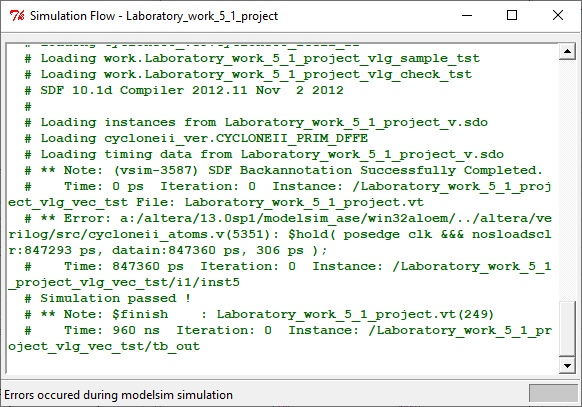 Simulation Flow - Laboratory_work_5_1_project
# Loading work.Laboratory_work_5_1_project_vlg_sample_tst
# Loading work.Laboratory_work_5_1_project_vlg_check_tst
# SDF 10.1d Compiler 2012.11 Nov  2 2012
#
# Loading instances from Laboratory_work_5_1_project_v.sdo
# Loading cycloneii_ver.CYCLONEII_PRIM_DFFE
# Loading timing data from Laboratory_work_5_1_project_v.sdo
# ** Note: (vsim-3587) SDF Backannotation Successfully Completed.
#    Time: 0 ps  Iteration: 0  Instance: /Laboratory_work_5_1_proj
ect_vlg_vec_tst File: Laboratory_work_5_1_project.vt
# ** Error: a:/altera/13.0sp1/modelsim_ase/win32aloem/../altera/ve
rilog/src/cycloneii_atoms.v(5351): $hold( posedge clk &&& nosloadscl
r:847293 ps, datain:847360 ps, 306 ps );
#    Time: 847360 ps  Iteration: 0  Instance: /Laboratory_work_5_1
_project_vlg_vec_tst/i1/inst5
# Simulation passed !
# ** Note: $finish    : Laboratory_work_5_1_project.vt(249)
#    Time: 960 ns  Iteration: 0  Instance: /Laboratory_work_5_1_pr
oject_vlg_vec_tst/tb_out
Errors occured during modelsim simulation